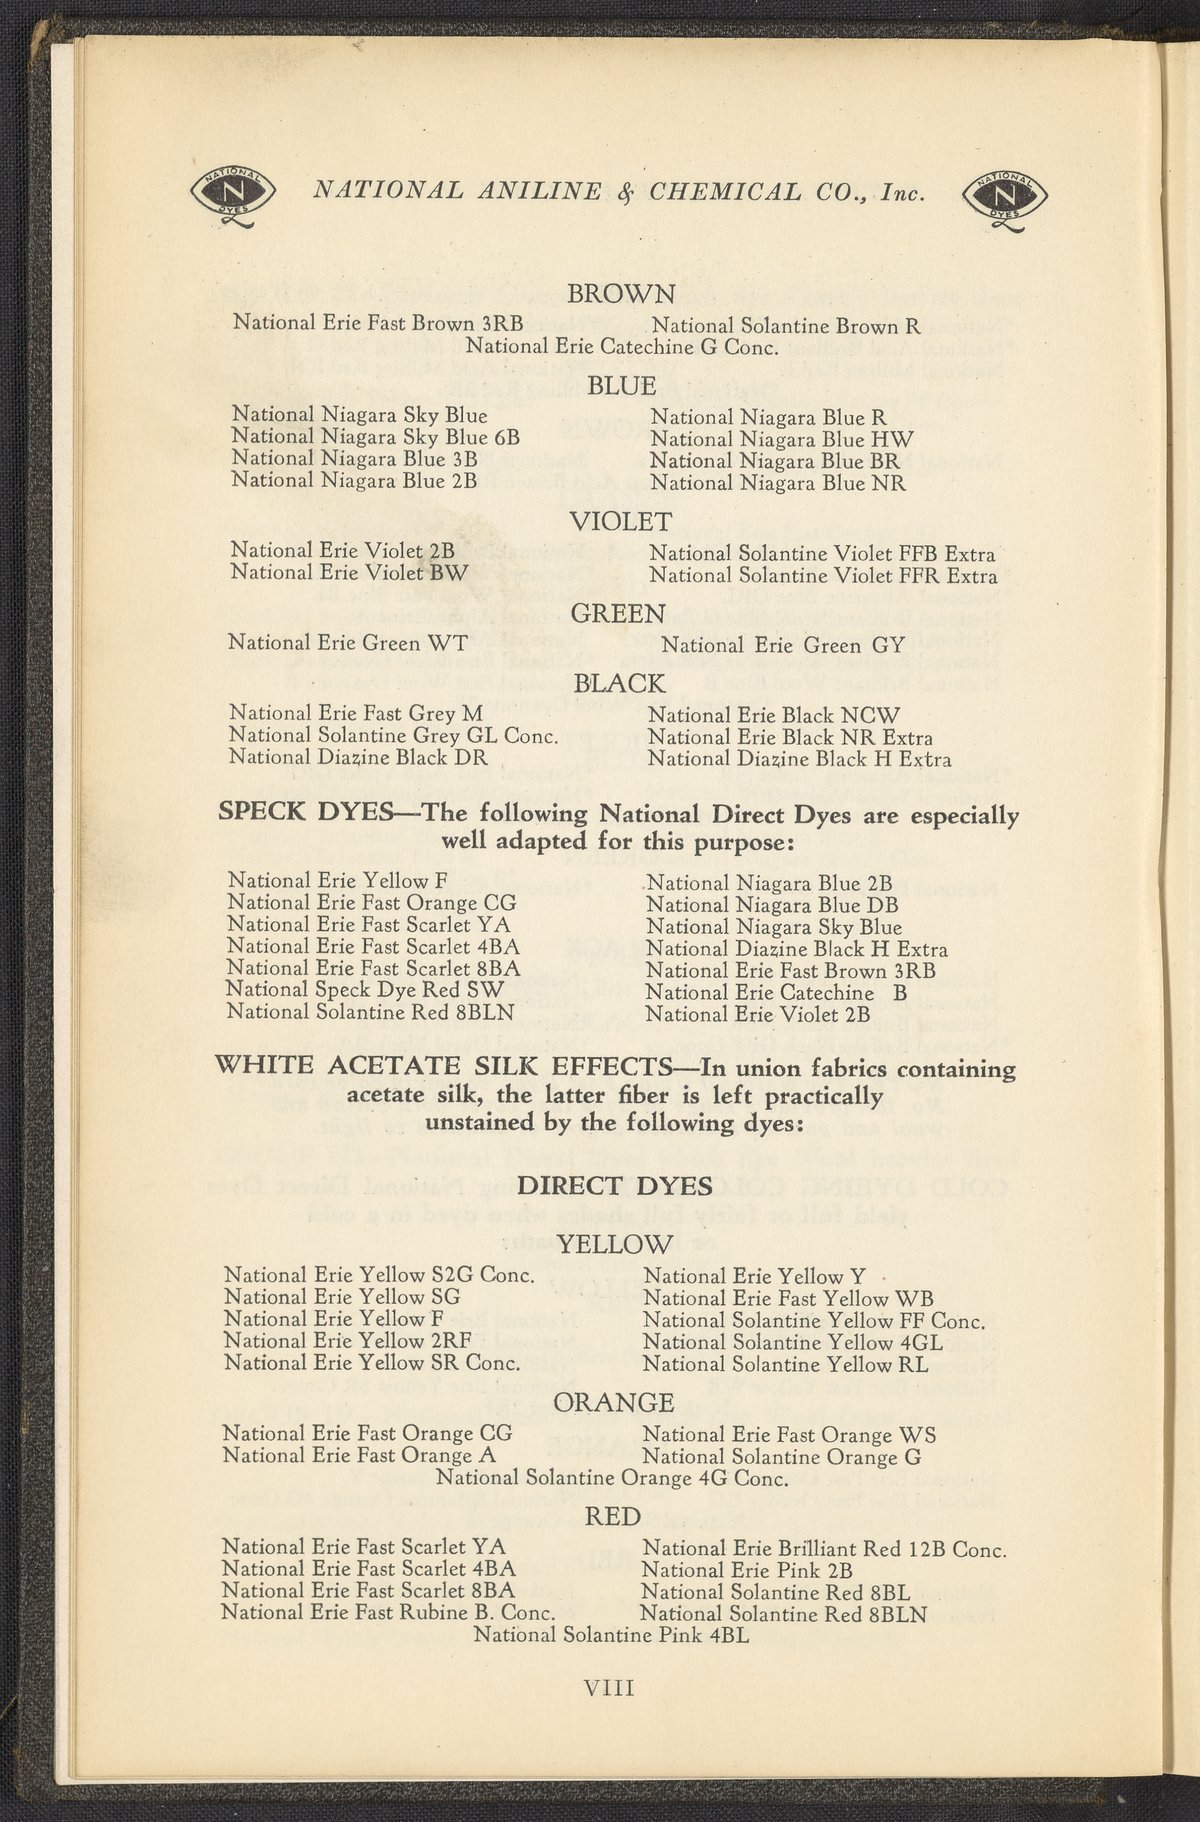 NATIONAL N DYES NATIONAL ANILINE & CHEMICAL CO., Inc. NATIONAL N DYES
BROWN
National Erie Fast Brown 3RB National Solantine Brown R
National Erie Catechine G Conc.
BLUE
National Niagara Sky Blue National Niagara Blue R
National Niagara Sky Blue 6B National Niagara Blue HW
National Niagara Blue 3B National Niagara Blue BR
National Niagara Blue 2B National Niagara Blue NR
VIOLET
National Erie Violet 2B National Solantine Violet FFB Extra
National Erie Violet BW National Solantine Violet FFR Extra
GREEN
National Erie Green WT National Erie Green GY
BLACK
National Erie Fast Grey M National Erie Black NCW
National Solantine Grey GL Conc. National Erie Black NR Extra
National Diazine Black DR National Diazine Black H Extra
SPECK DYES—The following National Direct Dyes are especially
well adapted for this purpose:
National Erie Yellow F National Niagara Blue 2B
National Erie Fast Orange CG National Niagara Blue DB
National Erie Fast Scarlet YA National Niagara Sky Blue
National Erie Fast Scarlet 4BA National Diazine Black H Extra
National Erie Fast Scarlet 8BA National Erie Fast Brown 3RB
National Speck Dye Red SW National Erie Catechine B
National Solantine Red 8BLN National Erie Violet 2B
WHITE ACETATE SILK EFFECTS—In union fabrics containing
acetate silk, the latter fiber is left practically
unstained by the following dyes:
DIRECT DYES
YELLOW
National Erie Yellow S2G Conc. National Erie Yellow Y
National Erie Yellow SG National Erie Fast Yellow WB
National Erie Yellow F National Solantine Yellow FF Conc.
National Erie Yellow 2RF National Solantine Yellow 4GL
National Erie Yellow SR Conc. National Solantine Yellow RL
ORANGE
National Erie Fast Orange CG National Erie Fast Orange WS
National Erie Fast Orange A National Solantine Orange G
National Solantine Orange 4G Conc.
RED
National Erie Fast Scarlet YA National Erie Brilliant Red 12B Conc.
National Erie Fast Scarlet 4BA National Erie Pink 2B
National Erie Fast Scarlet 8BA National Solantine Red 8BL
National Erie Fast Rubine B. Conc. National Solantine Red 8BLN
National Solantine Pink 4BL
VIII